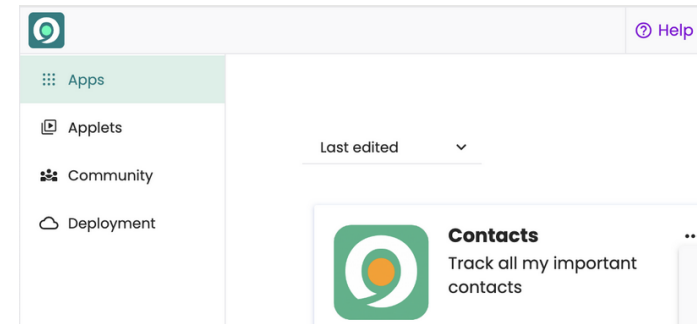 Help
Apps
Applets
Community
Deployment
Last edited
Contacts
Track all my important
contacts